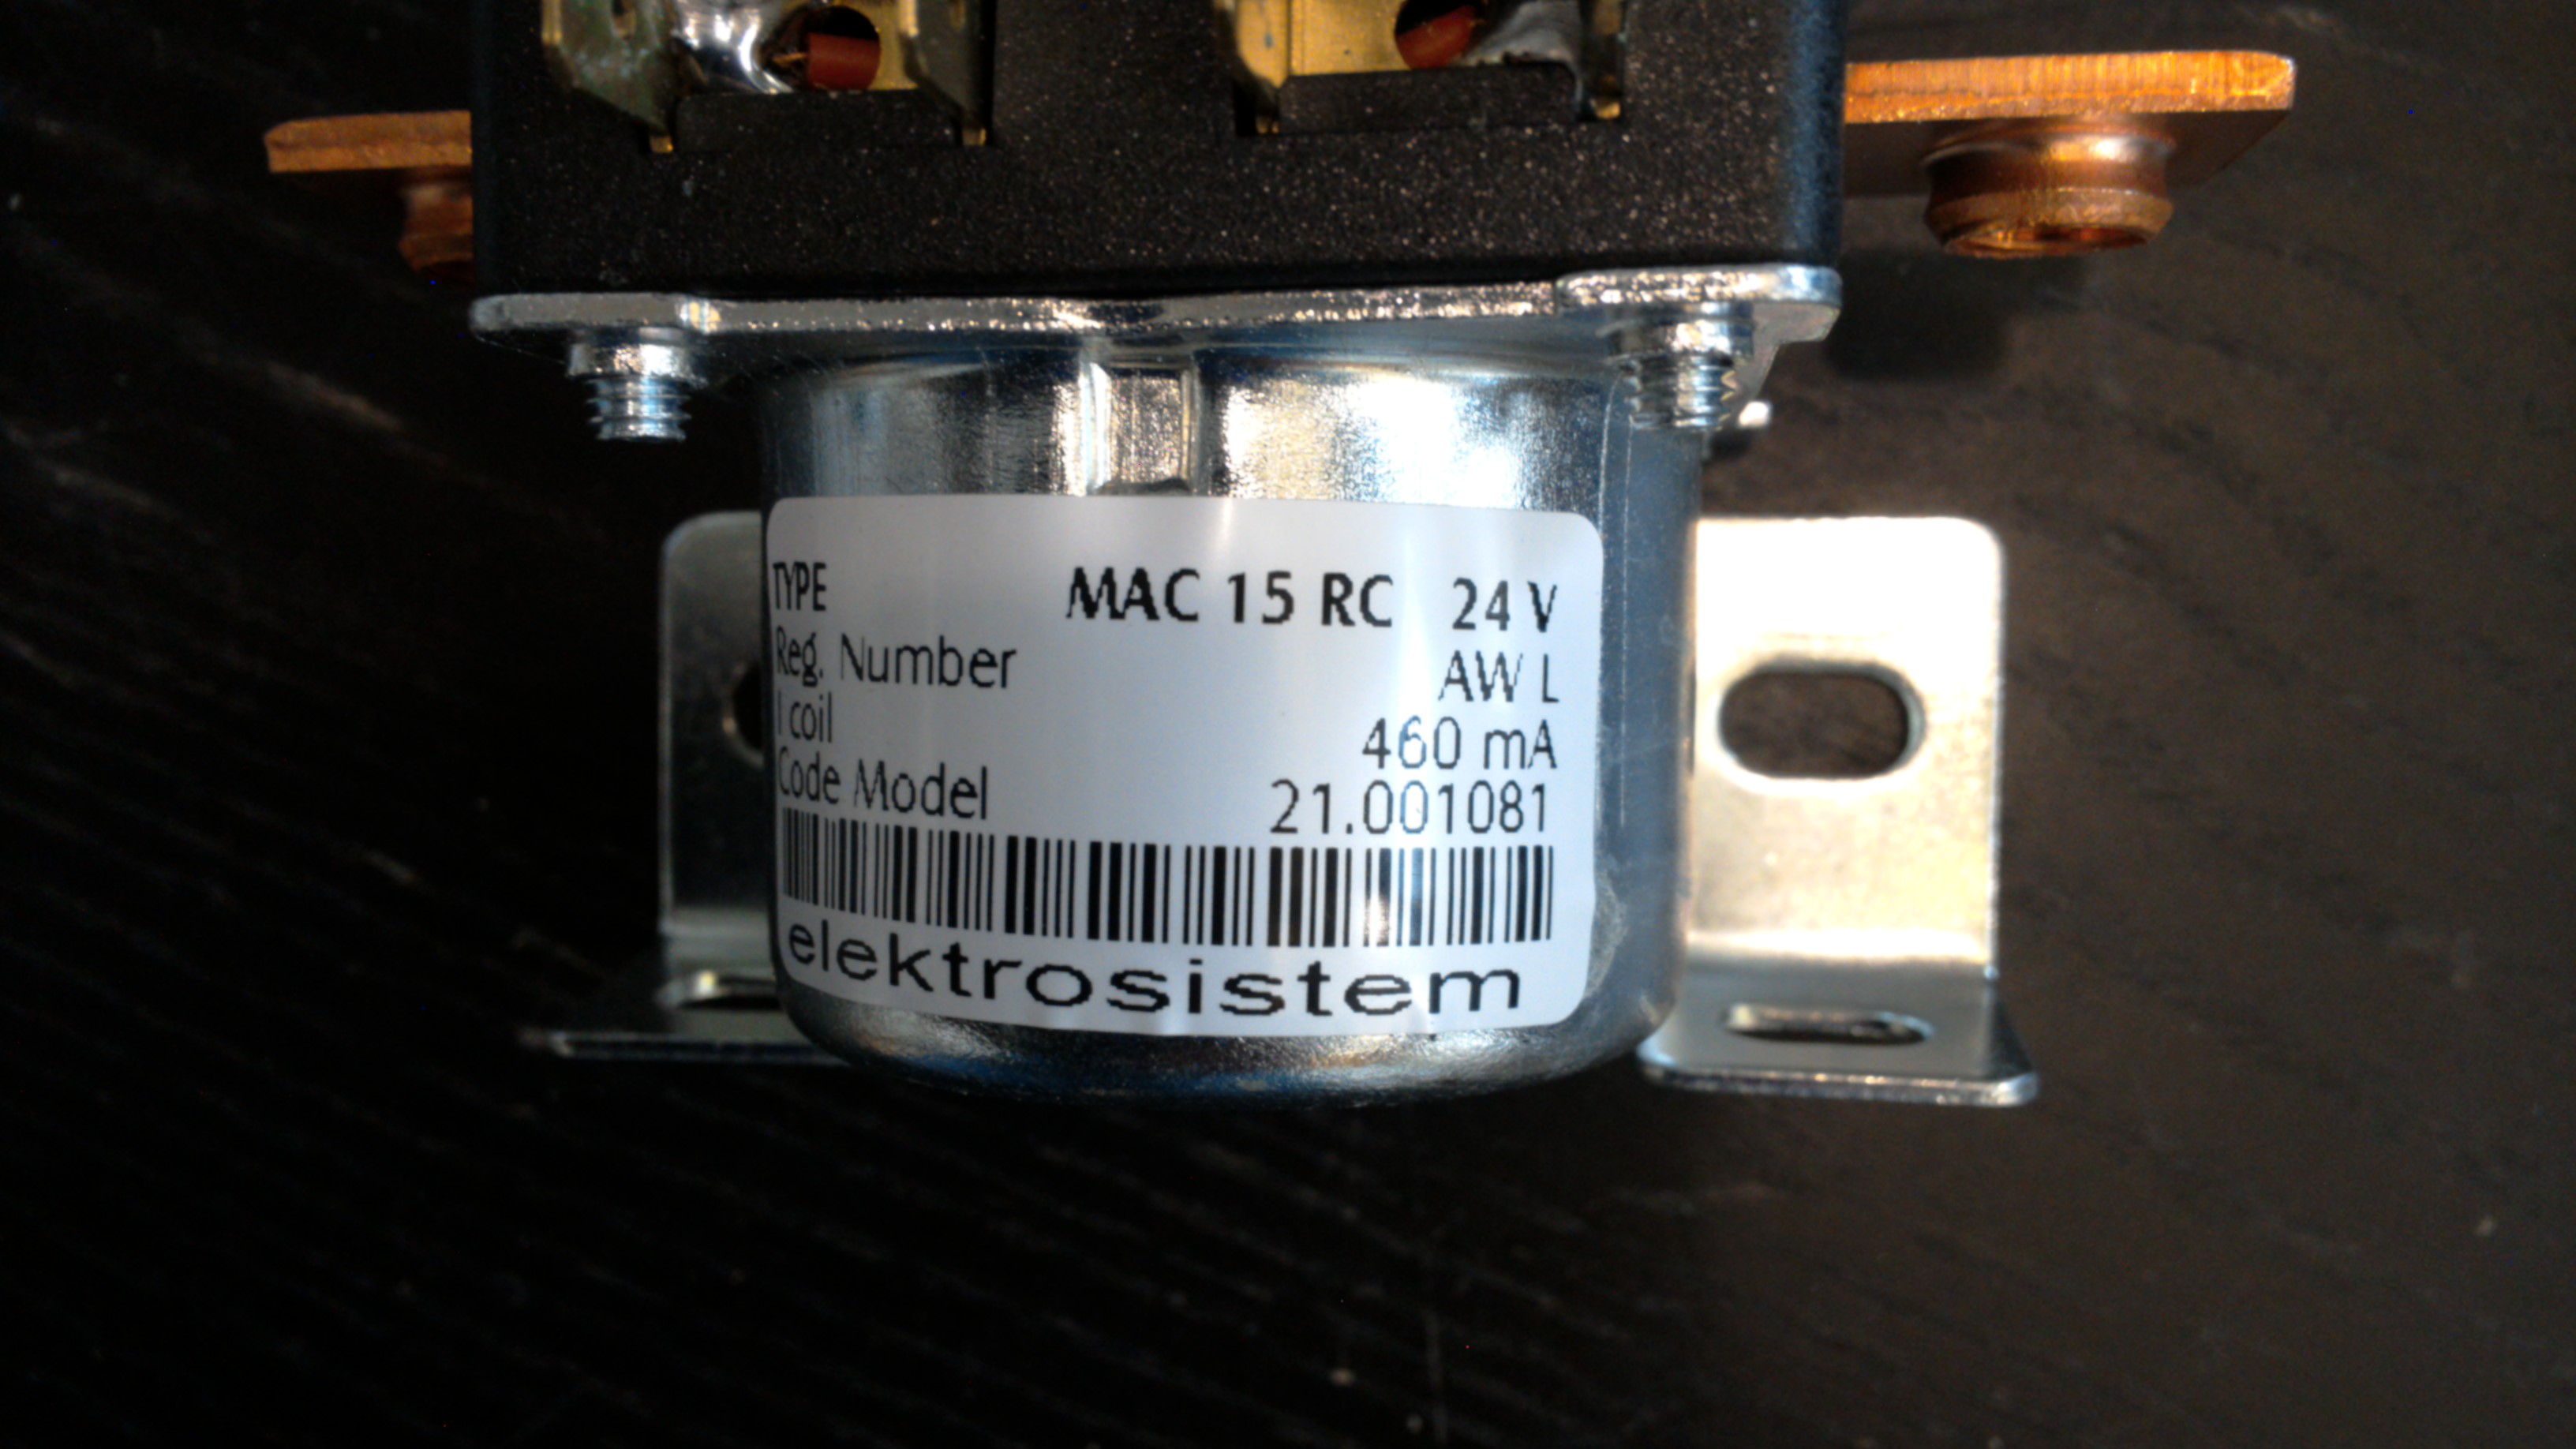 TYPE MAC 15 RC 24 V
Reg. Number AW L
I coil 460 mA
Code Model 21.001081
elektrosistem